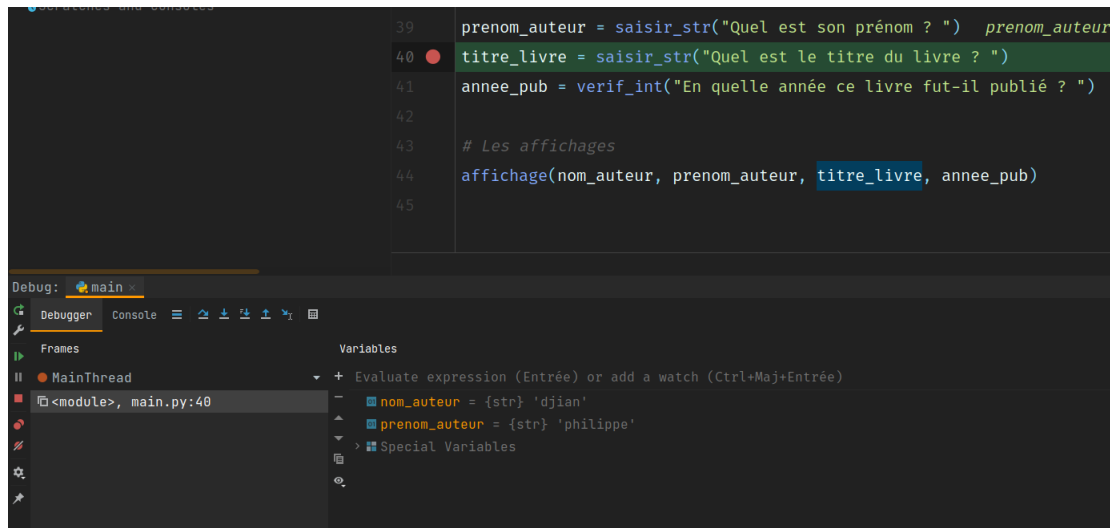 Scratches and Consoles
39 prenom_auteur = saisir_str("Quel est son prénom ? ") prenom_auteur
40 titre_livre = saisir_str("Quel est le titre du livre ? ")
41 annee_pub = verif_int("En quelle année ce livre fut-il publié ? ")
42
43 # Les affichages
44 affichage(nom_auteur, prenom_auteur, titre_livre, annee_pub)
45
Debug: main
Debugger Console
Frames Variables
MainThread Evaluate expression (Entrée) or add a watch (Ctrl+Maj+Entrée)
<module>, main.py:40 nom_auteur = {str} 'djian'
prenom_auteur = {str} 'philippe'
Special Variables